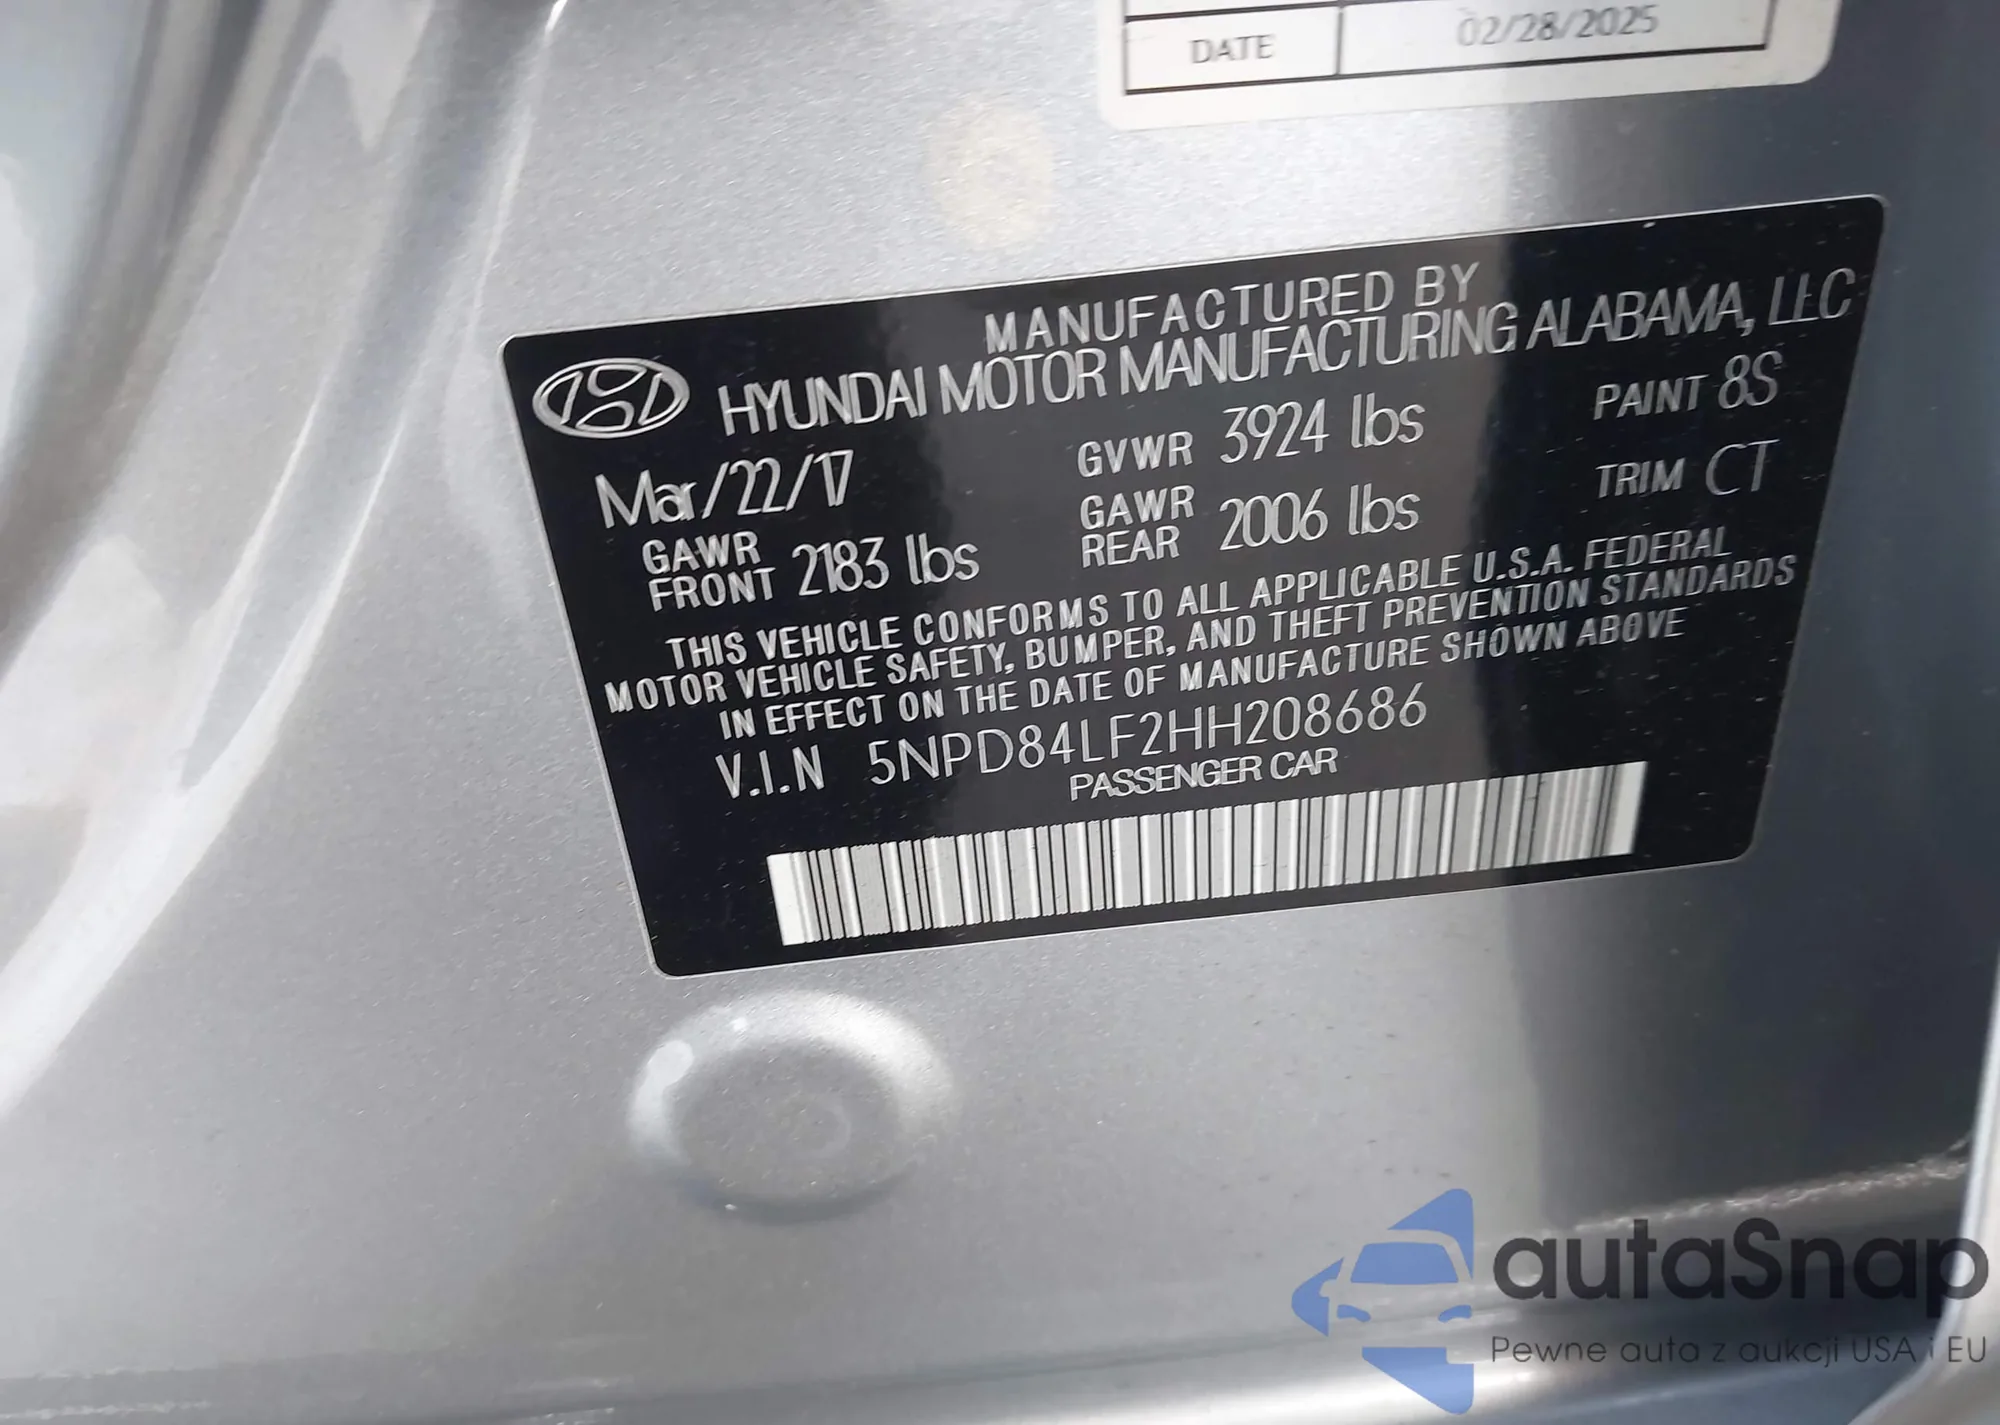 DATE 02/28/2025
MANUFACTURED BY
HYUNDAI MOTOR MANUFACTURING ALABAMA, LLC
Mar/22/17 GVWR 3924 lbs PAINT 8S
GAWR FRONT 2183 lbs GAWR REAR 2006 lbs TRIM CT
THIS VEHICLE CONFORMS TO ALL APPLICABLE U.S.A. FEDERAL
MOTOR VEHICLE SAFETY, BUMPER, AND THEFT PREVENTION STANDARDS
IN EFFECT ON THE DATE OF MANUFACTURE SHOWN ABOVE
V.I.N 5NPD84LF2HH208686
PASSENGER CAR
autaSnap
Pewne auta z aukcji USA i EU